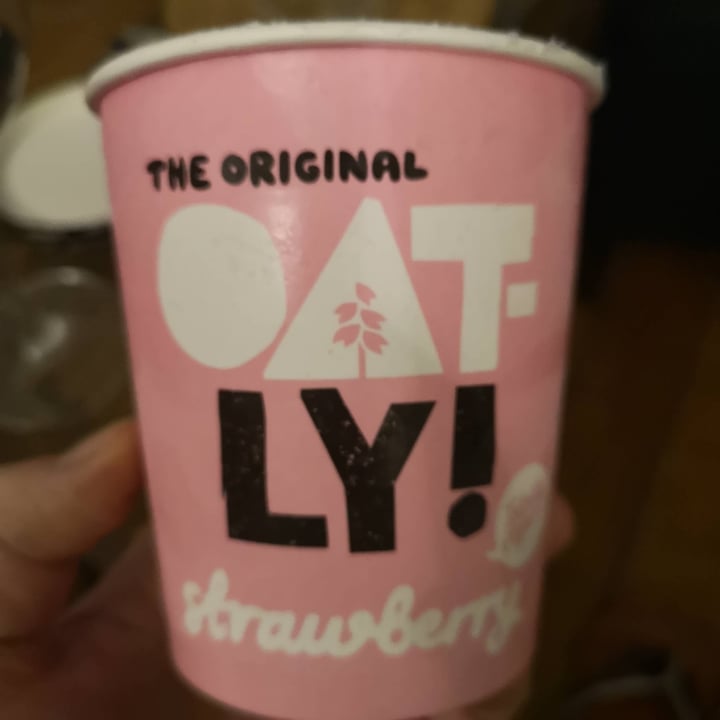 THE ORIGINAL
OAT-
LY!
strawberry